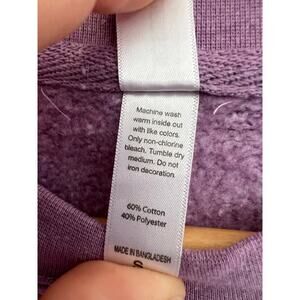 Machine wash
warm inside out
with like colors.
Only non-chlorine
bleach. Tumble dry
medium. Do not
iron decoration.
60% Cotton
40% Polyester
MADE IN BANGLADESH
S